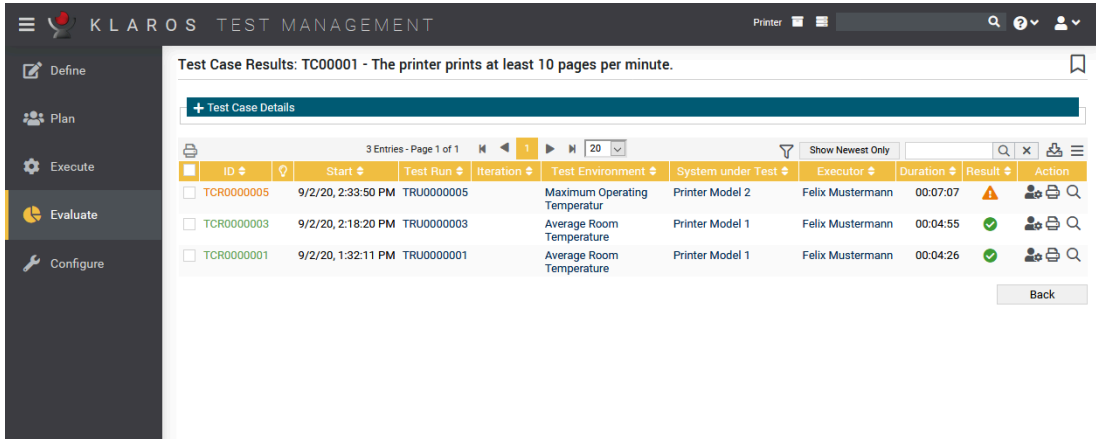 KLAROS TEST MANAGEMENT
Printer
Define
Plan
Execute
Evaluate
Configure
Test Case Results: TC00001 - The printer prints at least 10 pages per minute.
Test Case Details
3 Entries - Page 1 of 1 1 20 Show Newest Only
ID Start Test Run Iteration Test Environment System under Test Executor Duration Result Action
TCR0000005 9/2/20, 2:33:50 PM TRU0000005 Maximum Operating Printer Model 2 Felix Mustermann 00:07:07
Temperatur
TCR0000003 9/2/20, 2:18:20 PM TRU0000003 Average Room Printer Model 1 Felix Mustermann 00:04:55
Temperature
TCR0000001 9/2/20, 1:32:11 PM TRU0000001 Average Room Printer Model 1 Felix Mustermann 00:04:26
Temperature
Back